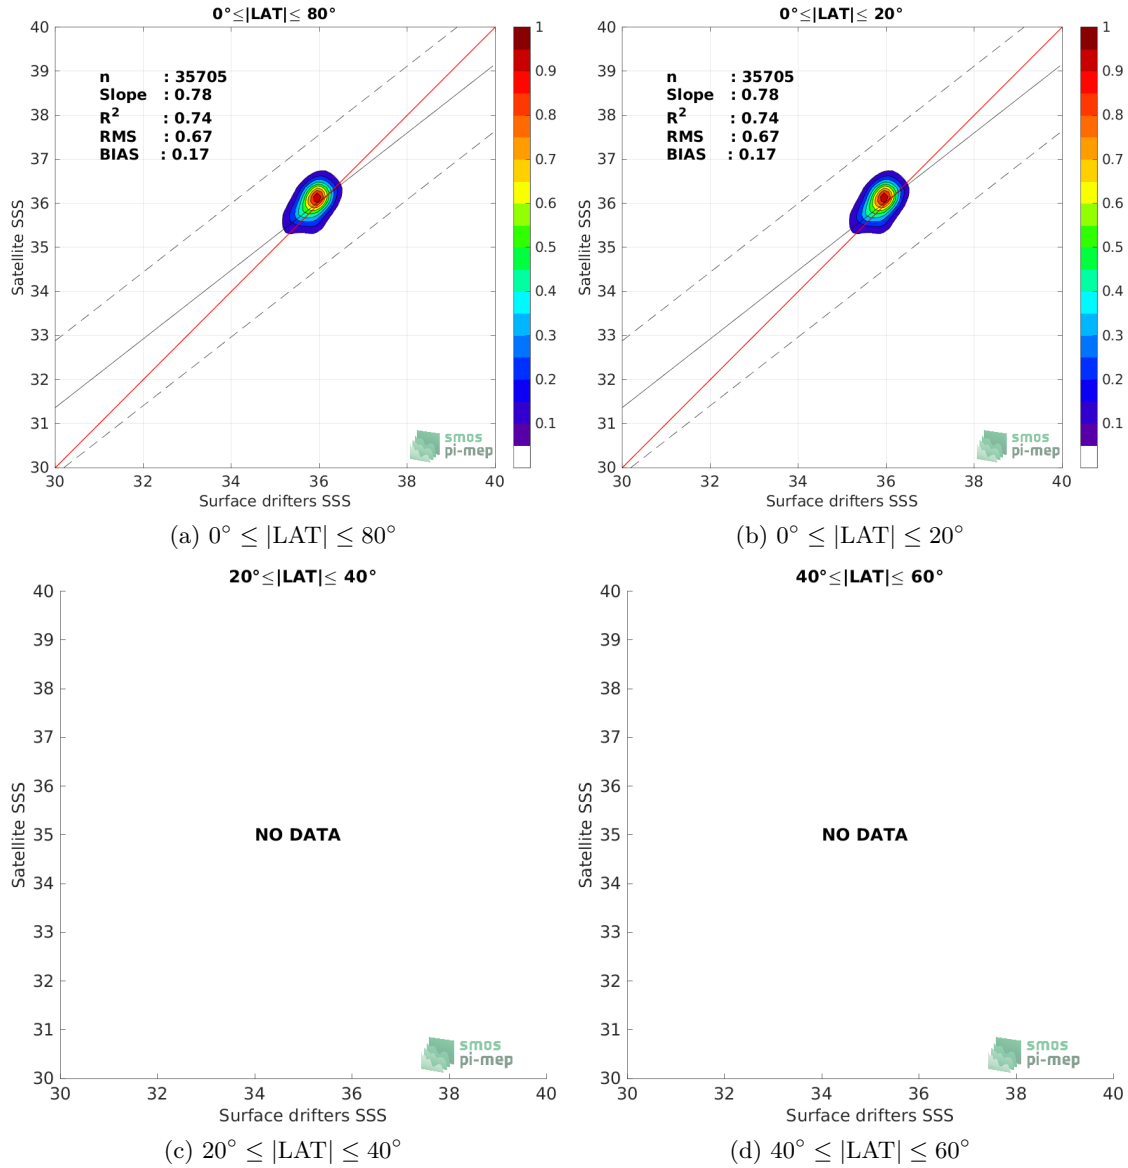 0°≤|LAT|≤ 80°
40
39
38
37
36
35
34
33
32
31
30
Satellite SSS
n : 35705
Slope : 0.78
R² : 0.74
RMS : 0.67
BIAS : 0.17
smos
pi-mep
30 32 34 36 38 40
Surface drifters SSS
1
0.9
0.8
0.7
0.6
0.5
0.4
0.3
0.2
0.1
(a) 0° ≤ |LAT| ≤ 80°
0°≤|LAT|≤ 20°
40
39
38
37
36
35
34
33
32
31
30
Satellite SSS
n : 35705
Slope : 0.78
R² : 0.74
RMS : 0.67
BIAS : 0.17
smos
pi-mep
30 32 34 36 38 40
Surface drifters SSS
1
0.9
0.8
0.7
0.6
0.5
0.4
0.3
0.2
0.1
(b) 0° ≤ |LAT| ≤ 20°
20°≤|LAT|≤ 40°
40
39
38
37
36
35
34
33
32
31
30
Satellite SSS
NO DATA
smos
pi-mep
30 32 34 36 38 40
Surface drifters SSS
(c) 20° ≤ |LAT| ≤ 40°
40°≤|LAT|≤ 60°
40
39
38
37
36
35
34
33
32
31
30
Satellite SSS
NO DATA
smos
pi-mep
30 32 34 36 38 40
Surface drifters SSS
(d) 40° ≤ |LAT| ≤ 60°